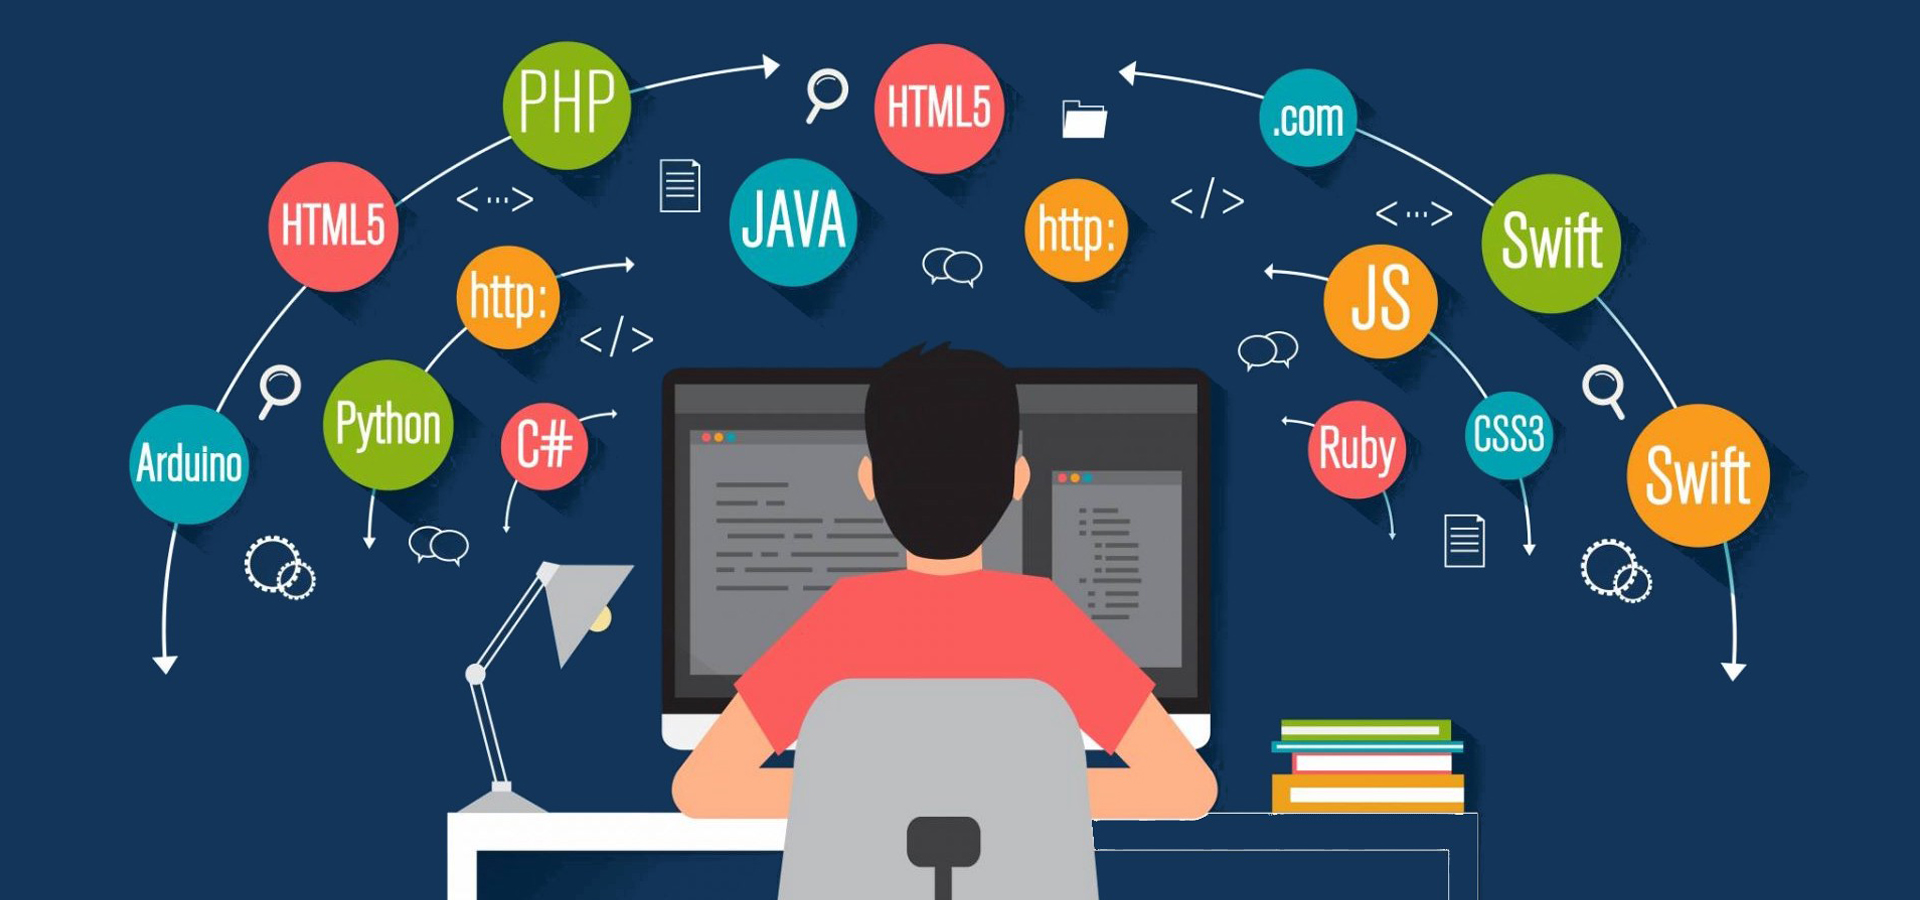 PHP
HTML5
.com
HTML5
JAVA
http:
Swift
<...>
</>
<...>
http:
JS
</>
Python
C#
Ruby
CSS3
Arduino
Swift